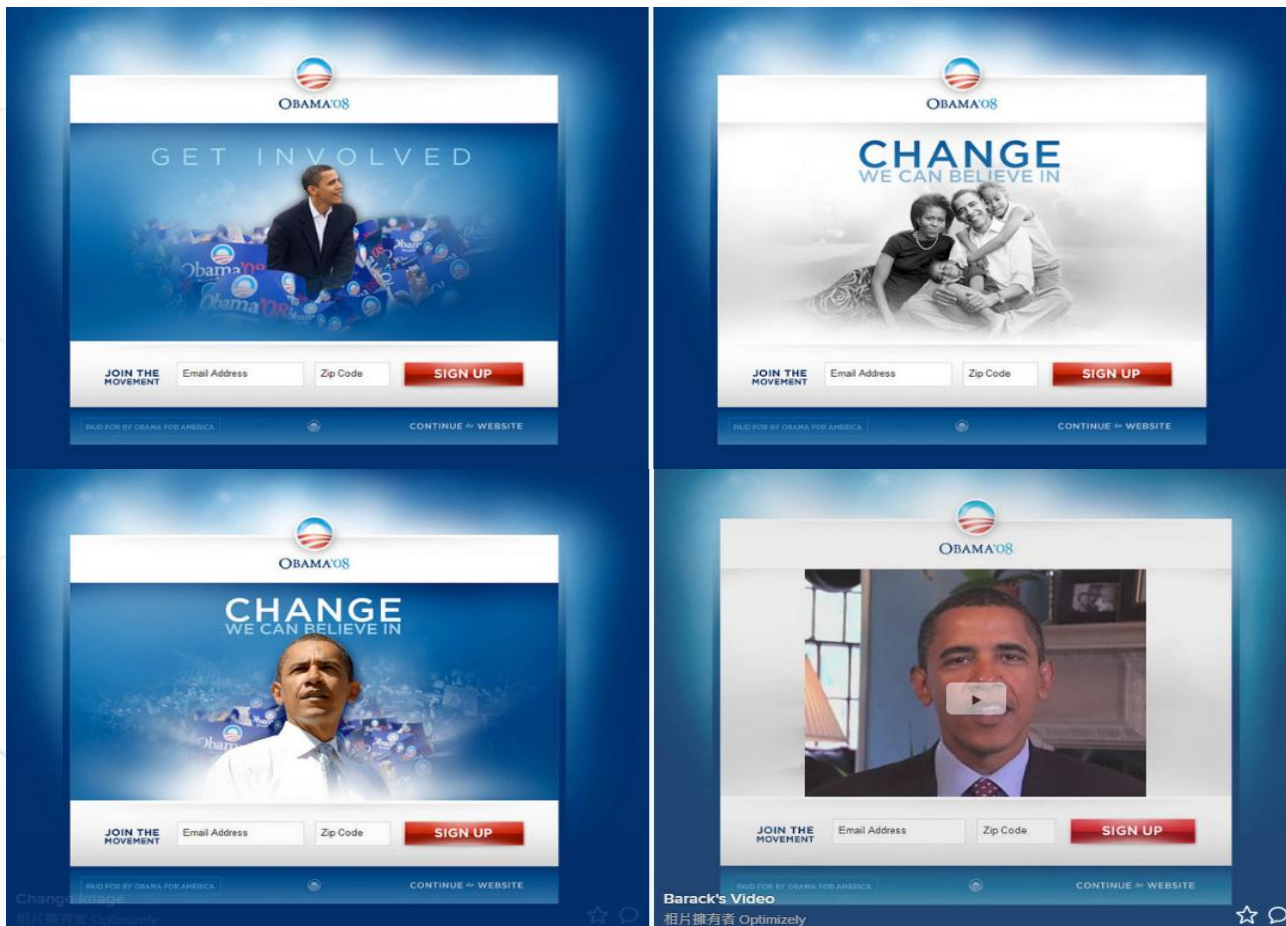 OBAMA'08
GET INVOLVED
Obama'08
Obama'08
JOIN THE
MOVEMENT
Email Address
Zip Code
SIGN UP
PAID FOR BY OBAMA FOR AMERICA
CONTINUE to WEBSITE
OBAMA'08
CHANGE
WE CAN BELIEVE IN
JOIN THE
MOVEMENT
Email Address
Zip Code
SIGN UP
PAID FOR BY OBAMA FOR AMERICA
CONTINUE to WEBSITE
OBAMA'08
CHANGE
WE CAN BELIEVE IN
JOIN THE
MOVEMENT
Email Address
Zip Code
SIGN UP
PAID FOR BY OBAMA FOR AMERICA
CONTINUE to WEBSITE
Change Image
相片擁有者 Optimizely
OBAMA'08
JOIN THE
MOVEMENT
Email Address
Zip Code
SIGN UP
PAID FOR BY OBAMA FOR AMERICA
CONTINUE to WEBSITE
Barack's Video
相片擁有者 Optimizely